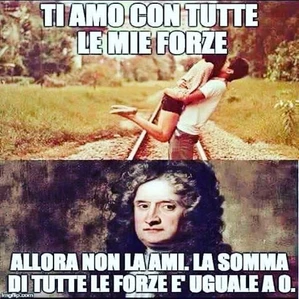 TI AMO CON TUTTE
LE MIE FORZE
ALLORA NON LA AMI. LA SOMMA
DI TUTTE LE FORZE E' UGUALE A 0.
imgflip.com